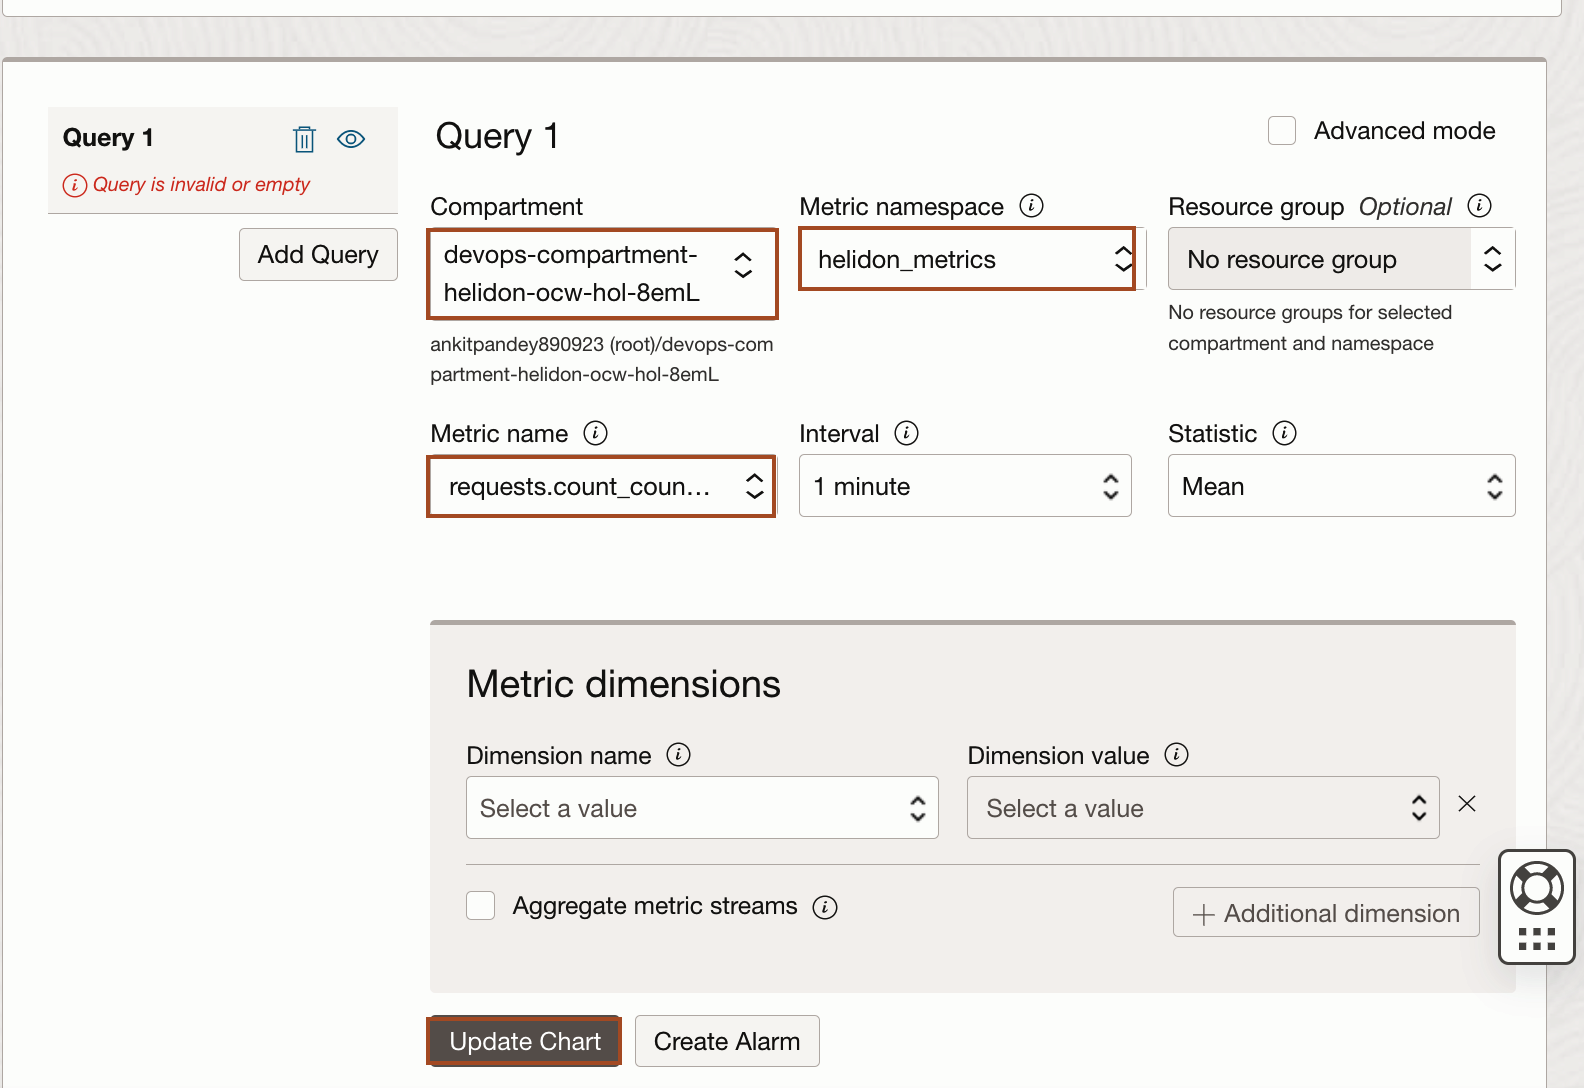 Query 1
Query is invalid or empty
Add Query
Query 1
Advanced mode
Compartment
devops-compartment-
helidon-ocw-hol-8emL
ankitpandey890923 (root)/devops-com
partment-helidon-ocw-hol-8emL
Metric namespace
helidon_metrics
Resource group Optional
No resource group
No resource groups for selected
compartment and namespace
Metric name
requests.count_coun...
Interval
1 minute
Statistic
Mean
Metric dimensions
Dimension name
Select a value
Dimension value
Select a value
Aggregate metric streams
+ Additional dimension
Update Chart
Create Alarm